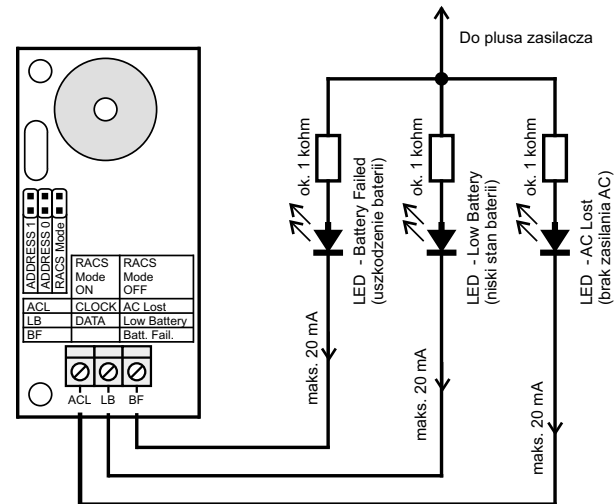 Do plusa zasilacza
ADDRESS 1
ADDRESS 0
RACS Mode
RACS Mode ON
RACS Mode OFF
ACL CLOCK AC Lost
LB DATA Low Battery
BF Batt. Fail.
ACL LB BF
ok. 1 kohm
ok. 1 kohm
ok. 1 kohm
LED - Battery Failed
(uszkodzenie baterii)
LED - Low Battery
(niski stan baterii)
LED - AC Lost
(brak zasilania AC)
maks. 20 mA
maks. 20 mA
maks. 20 mA